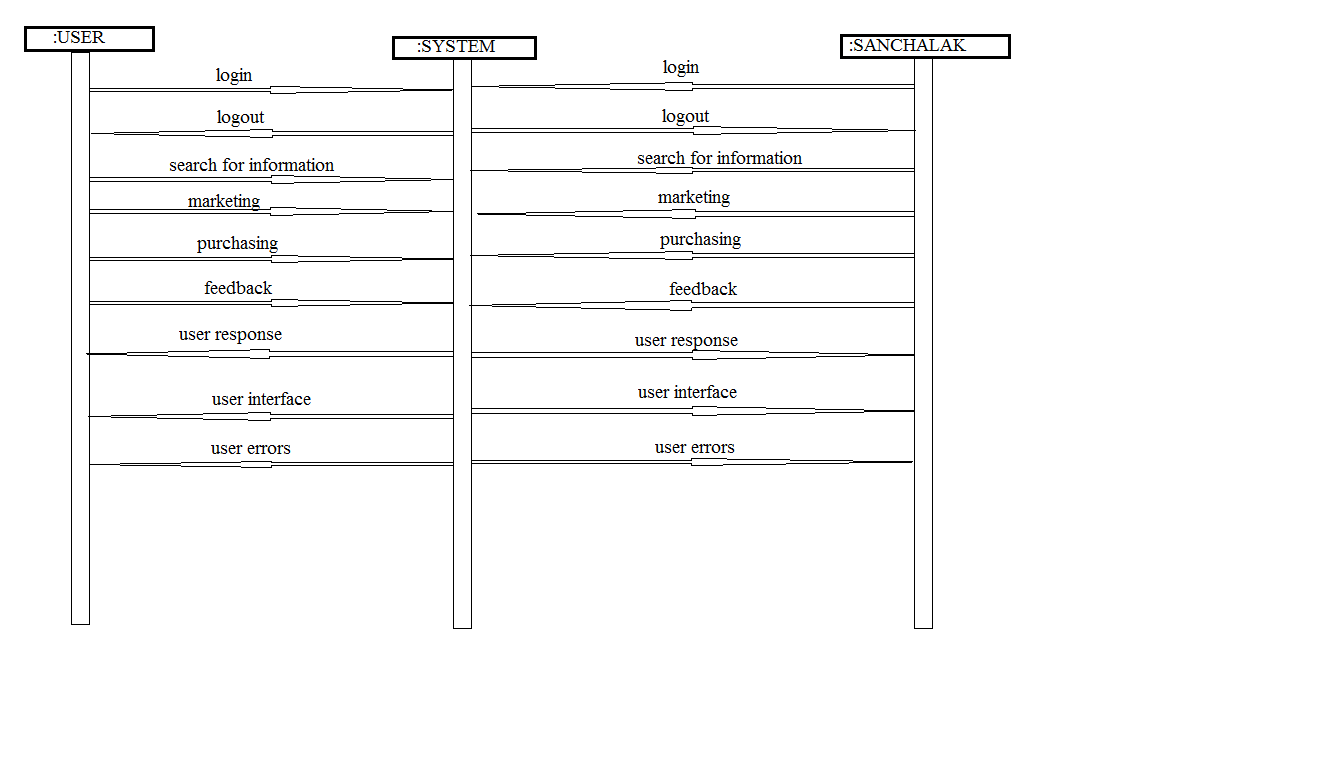 :USER
:SYSTEM
:SANCHALAK
login
login
logout
logout
search for information
search for information
marketing
marketing
purchasing
purchasing
feedback
feedback
user response
user response
user interface
user interface
user errors
user errors